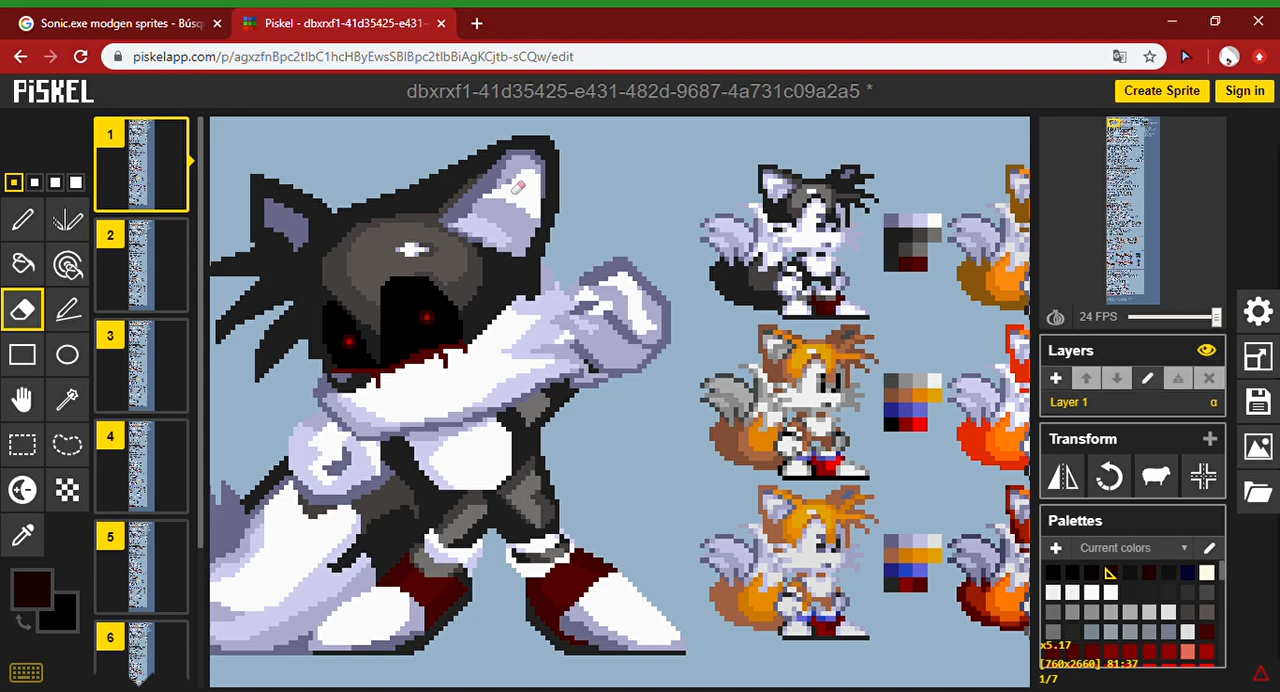 Sonic.exe modgen sprites - Búsq
Piskel - dbxrxf1-41d35425-e431-
piskelapp.com/p/agxzfnBpc2tlbC1hcHByEwsSBlBpc2tlbBiAgKCjtb-sCQw/edit
PiSKEL
dbxrxf1-41d35425-e431-482d-9687-4a731c09a2a5 *
Create Sprite
Sign in
1
2
3
4
5
6
24 FPS
Layers
Layer 1
α
Transform
Palettes
Current colors
x5.17
[760x2660] 81:37
1/7